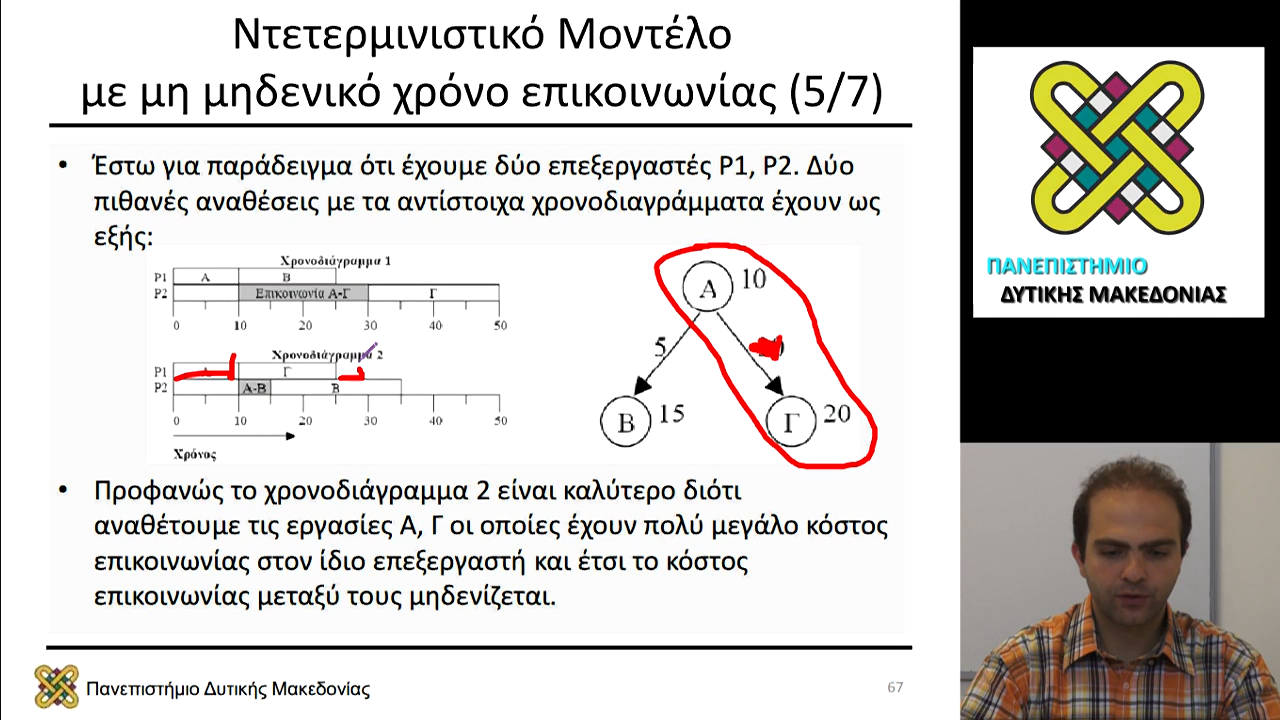 Ντετερμινιστικό Μοντέλο
με μη μηδενικό χρόνο επικοινωνίας (5/7)
• Έστω για παράδειγμα ότι έχουμε δύο επεξεργαστές P1, P2. Δύο
πιθανές αναθέσεις με τα αντίστοιχα χρονοδιαγράμματα έχουν ως
εξής:
Χρονοδιάγραμμα 1
P1 A B
P2 Επικοινωνία Α-Γ Γ
0 10 20 30 40 50
Χρονοδιάγραμμα 2
P1 Γ
P2 A-B B
0 10 20 30 40 50
Χρόνος
A 10
5
B 15
Γ 20
• Προφανώς το χρονοδιάγραμμα 2 είναι καλύτερο διότι
αναθέτουμε τις εργασίες Α, Γ οι οποίες έχουν πολύ μεγάλο κόστος
επικοινωνίας στον ίδιο επεξεργαστή και έτσι το κόστος
επικοινωνίας μεταξύ τους μηδενίζεται.
Πανεπιστήμιο Δυτικής Μακεδονίας
67
ΠΑΝΕΠΙΣΤΗΜΙΟ
ΔΥΤΙΚΗΣ ΜΑΚΕΔΟΝΙΑΣ